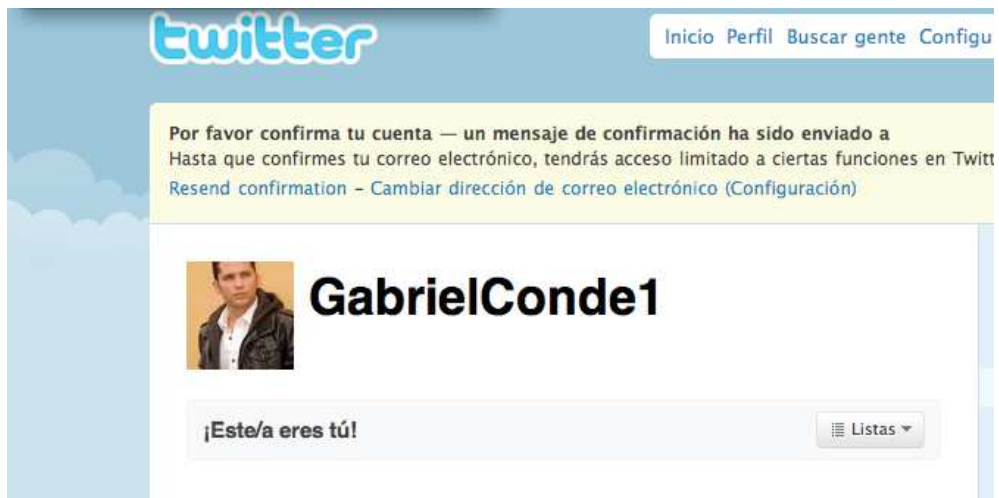 twitter
Inicio Perfil Buscar gente Configu
Por favor confirma tu cuenta — un mensaje de confirmación ha sido enviado a
Hasta que confirmes tu correo electrónico, tendrás acceso limitado a ciertas funciones en Twitt
Resend confirmation – Cambiar dirección de correo electrónico (Configuración)
GabrielConde1
¡Este/a eres tú!
Listas